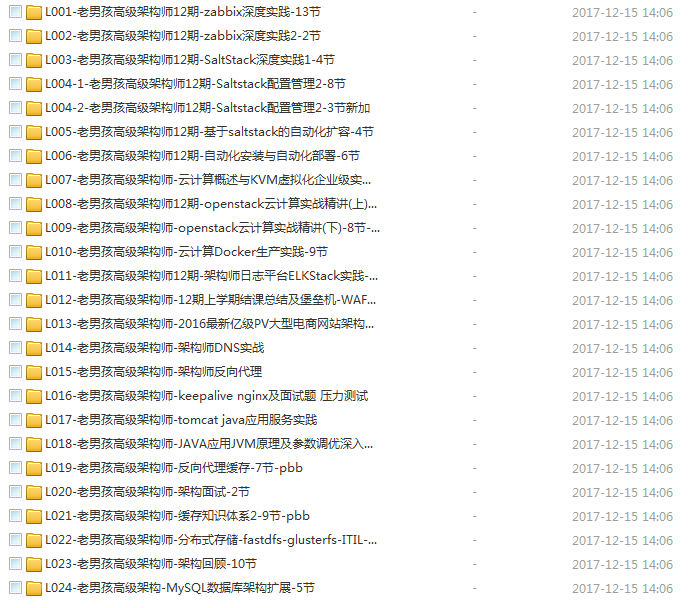 L001-老男孩高级架构师12期-zabbix深度实践-13节 - 2017-12-15 14:06
L002-老男孩高级架构师12期-zabbix深度实践2-2节 - 2017-12-15 14:06
L003-老男孩高级架构师12期-SaltStack深度实践1-4节 - 2017-12-15 14:06
L004-1-老男孩高级架构师12期-Saltstack配置管理2-8节 - 2017-12-15 14:06
L004-2-老男孩高级架构师12期-Saltstack配置管理2-3节新加 - 2017-12-15 14:06
L005-老男孩高级架构师12期-基于saltstack的自动化扩容-4节 - 2017-12-15 14:06
L006-老男孩高级架构师12期-自动化安装与自动化部署-6节 - 2017-12-15 14:06
L007-老男孩高级架构师-云计算概述与KVM虚拟化企业级实... - 2017-12-15 14:06
L008-老男孩高级架构师12期-openstack云计算实战精讲(上)... - 2017-12-15 14:06
L009-老男孩高级架构师-openstack云计算实战精讲(下)-8节-... - 2017-12-15 14:06
L010-老男孩高级架构师-云计算Docker生产实践-9节 - 2017-12-15 14:06
L011-老男孩高级架构师12期-架构师日志平台ELKStack实践-... - 2017-12-15 14:06
L012-老男孩高级架构师-12期上学期结课总结及堡垒机-WAF... - 2017-12-15 14:06
L013-老男孩高级架构师-2016最新亿级PV大型电商网站架构... - 2017-12-15 14:06
L014-老男孩高级架构师-架构师DNS实战 - 2017-12-15 14:06
L015-老男孩高级架构师-架构师反向代理 - 2017-12-15 14:06
L016-老男孩高级架构师-keepalive nginx及面试题 压力测试 - 2017-12-15 14:06
L017-老男孩高级架构师-tomcat java应用服务实践 - 2017-12-15 14:06
L018-老男孩高级架构师-JAVA应用JVM原理及参数调优深入... - 2017-12-15 14:06
L019-老男孩高级架构师-反向代理缓存-7节-pbb - 2017-12-15 14:06
L020-老男孩高级架构师-架构面试-2节 - 2017-12-15 14:06
L021-老男孩高级架构师-缓存知识体系2-9节-pbb - 2017-12-15 14:06
L022-老男孩高级架构师-分布式存储-fastdfs-glusterfs-ITIL-... - 2017-12-15 14:06
L023-老男孩高级架构师-架构回顾-10节 - 2017-12-15 14:06
L024-老男孩高级架构-MySQL数据库架构扩展-5节 - 2017-12-15 14:06